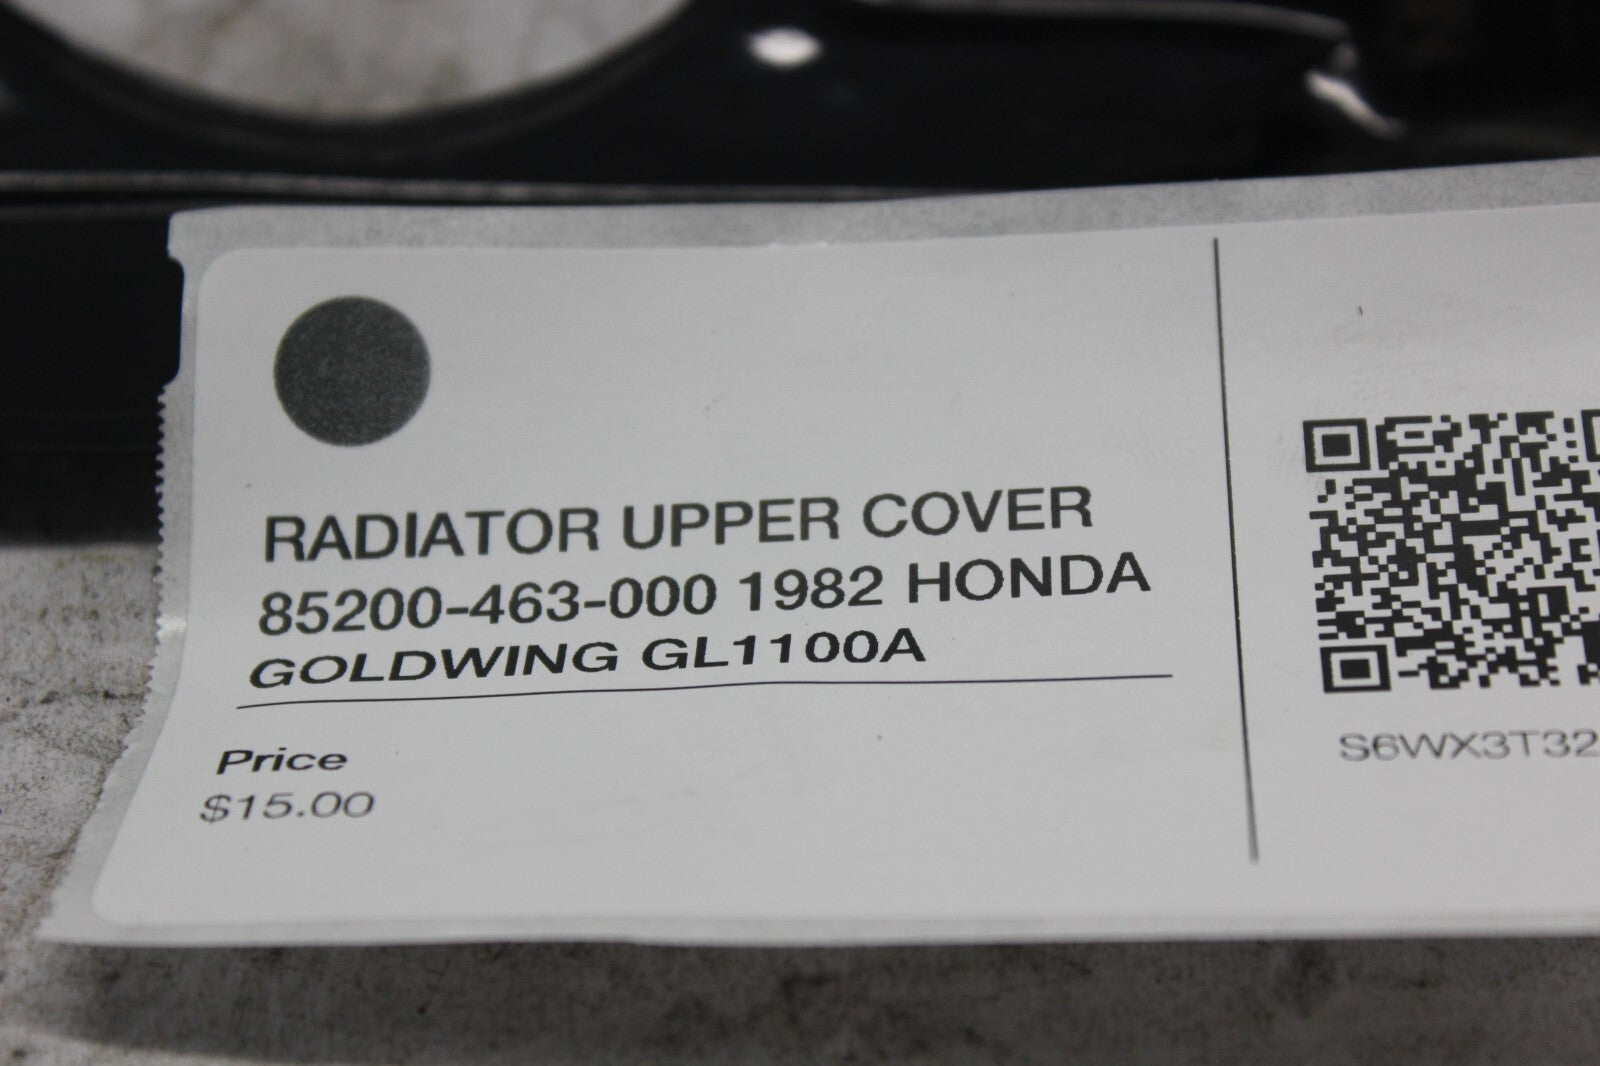 RADIATOR UPPER COVER
85200-463-000 1982 HONDA
GOLDWING GL1100A
Price
$15.00
S6WX3T32